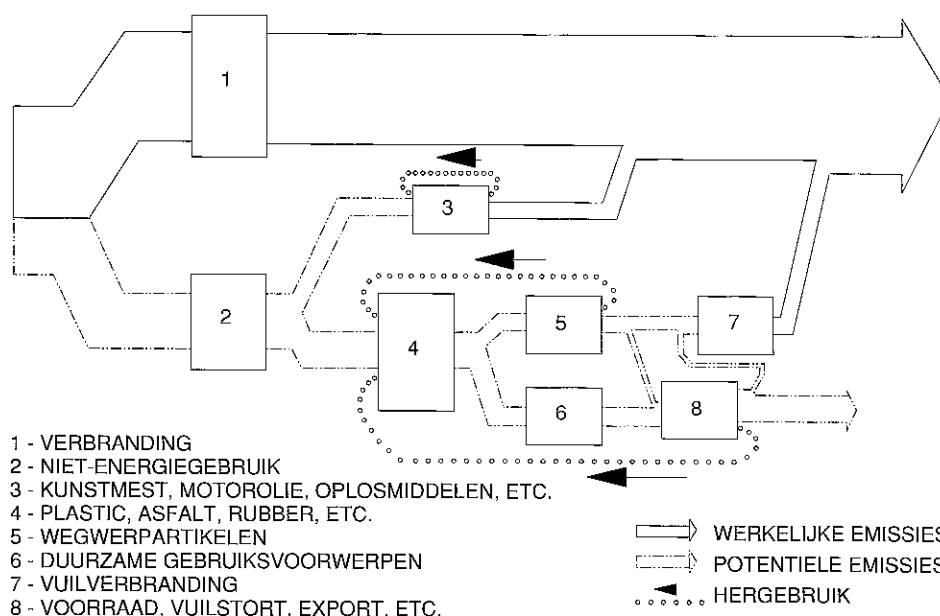 1
2
3
4
5
6
7
8
1 - VERBRANDING
2 - NIET-ENERGIEGEBRUIK
3 - KUNSTMEST, MOTOROLIE, OPLOSMIDDELEN, ETC.
4 - PLASTIC, ASFALT, RUBBER, ETC.
5 - WEGWERPARTIKELEN
6 - DUURZAME GEBRUIKSVOORWERPEN
7 - VUILVERBRANDING
8 - VOORRAAD, VUILSTORT, EXPORT, ETC.
WERKELIJKE EMISSIES
POTENTIELE EMISSIES
HERGEBRUIK